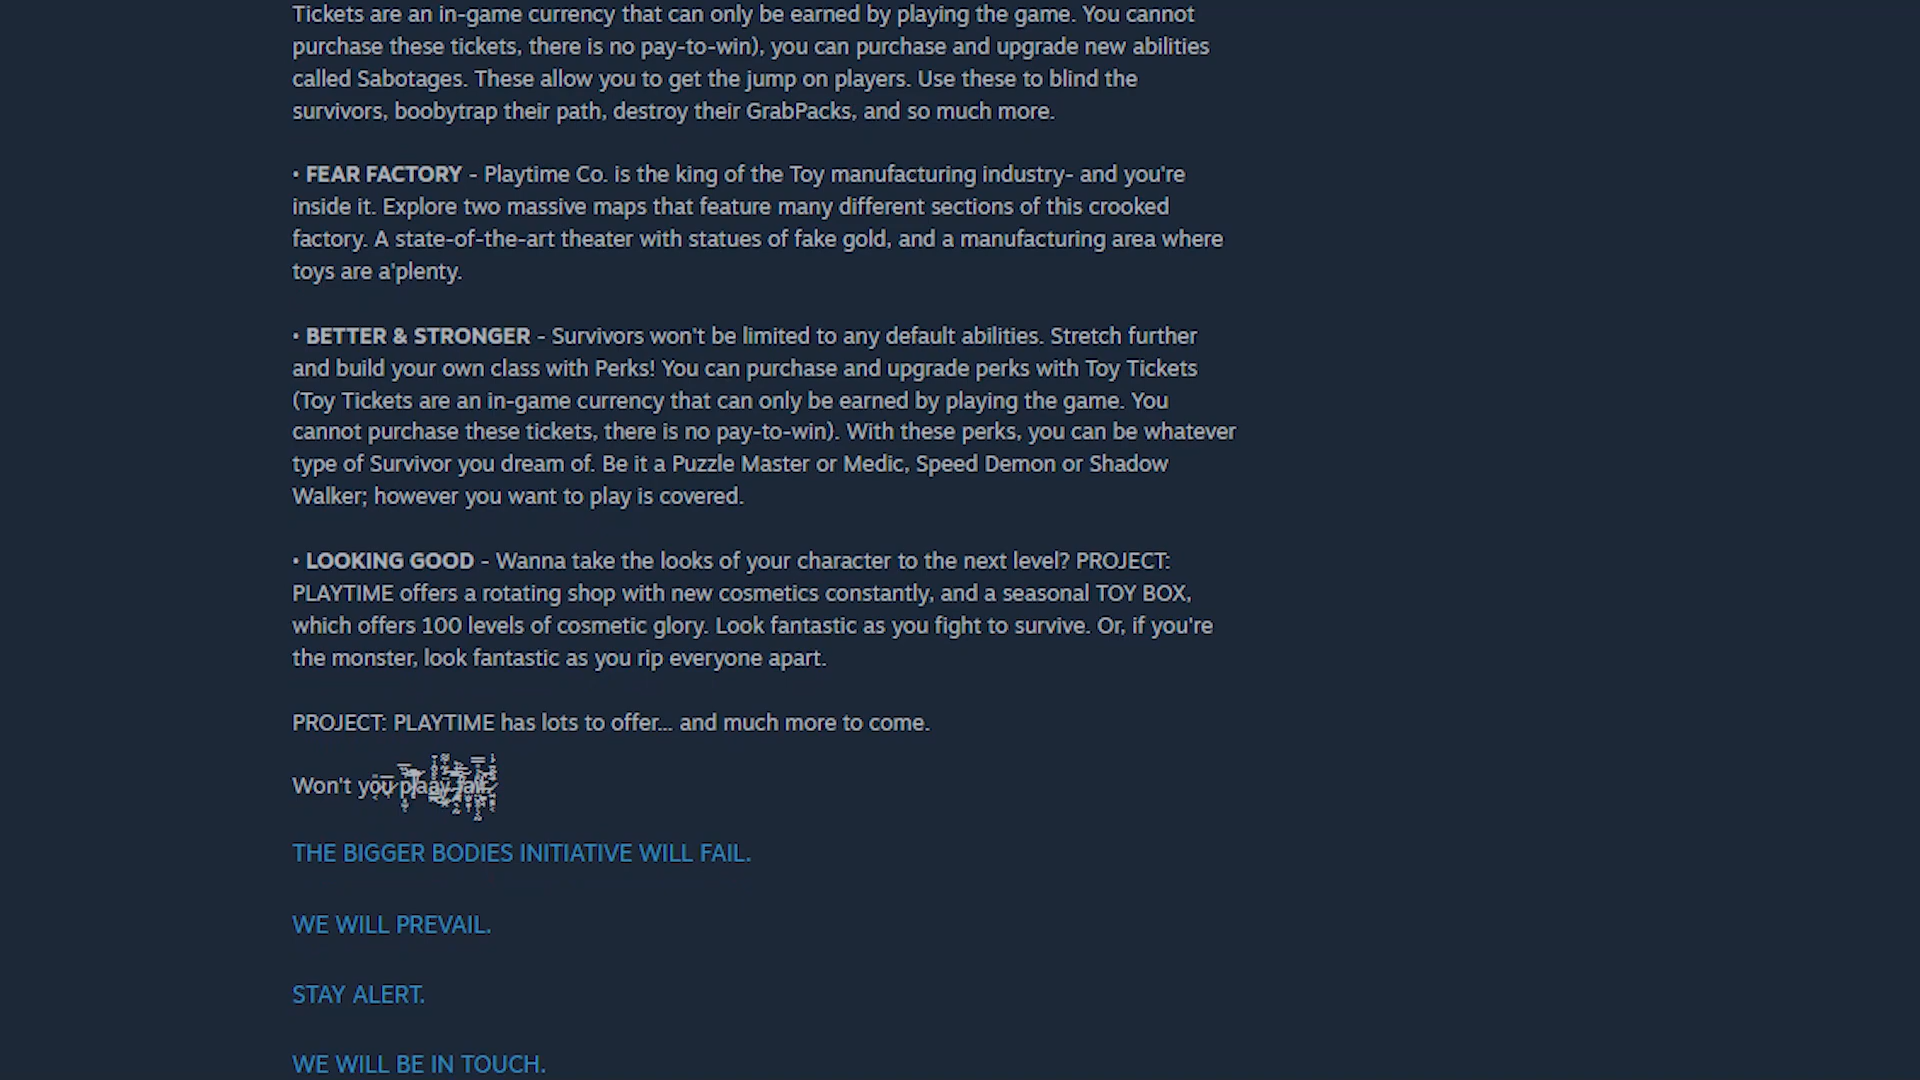 Tickets are an in-game currency that can only be earned by playing the game. You cannot
purchase these tickets, there is no pay-to-win), you can purchase and upgrade new abilities
called Sabotages. These allow you to get the jump on players. Use these to blind the
survivors, boobytrap their path, destroy their GrabPacks, and so much more.
• FEAR FACTORY - Playtime Co. is the king of the Toy manufacturing industry- and you're
inside it. Explore two massive maps that feature many different sections of this crooked
factory. A state-of-the-art theater with statues of fake gold, and a manufacturing area where
toys are a'plenty.
• BETTER & STRONGER - Survivors won't be limited to any default abilities. Stretch further
and build your own class with Perks! You can purchase and upgrade perks with Toy Tickets
(Toy Tickets are an in-game currency that can only be earned by playing the game. You
cannot purchase these tickets, there is no pay-to-win). With these perks, you can be whatever
type of Survivor you dream of. Be it a Puzzle Master or Medic, Speed Demon or Shadow
Walker; however you want to play is covered.
• LOOKING GOOD - Wanna take the looks of your character to the next level? PROJECT:
PLAYTIME offers a rotating shop with new cosmetics constantly, and a seasonal TOY BOX,
which offers 100 levels of cosmetic glory. Look fantastic as you fight to survive. Or, if you're
the monster, look fantastic as you rip everyone apart.
PROJECT: PLAYTIME has lots to offer... and much more to come.
Won't you
THE BIGGER BODIES INITIATIVE WILL FAIL.
WE WILL PREVAIL.
STAY ALERT.
WE WILL BE IN TOUCH.